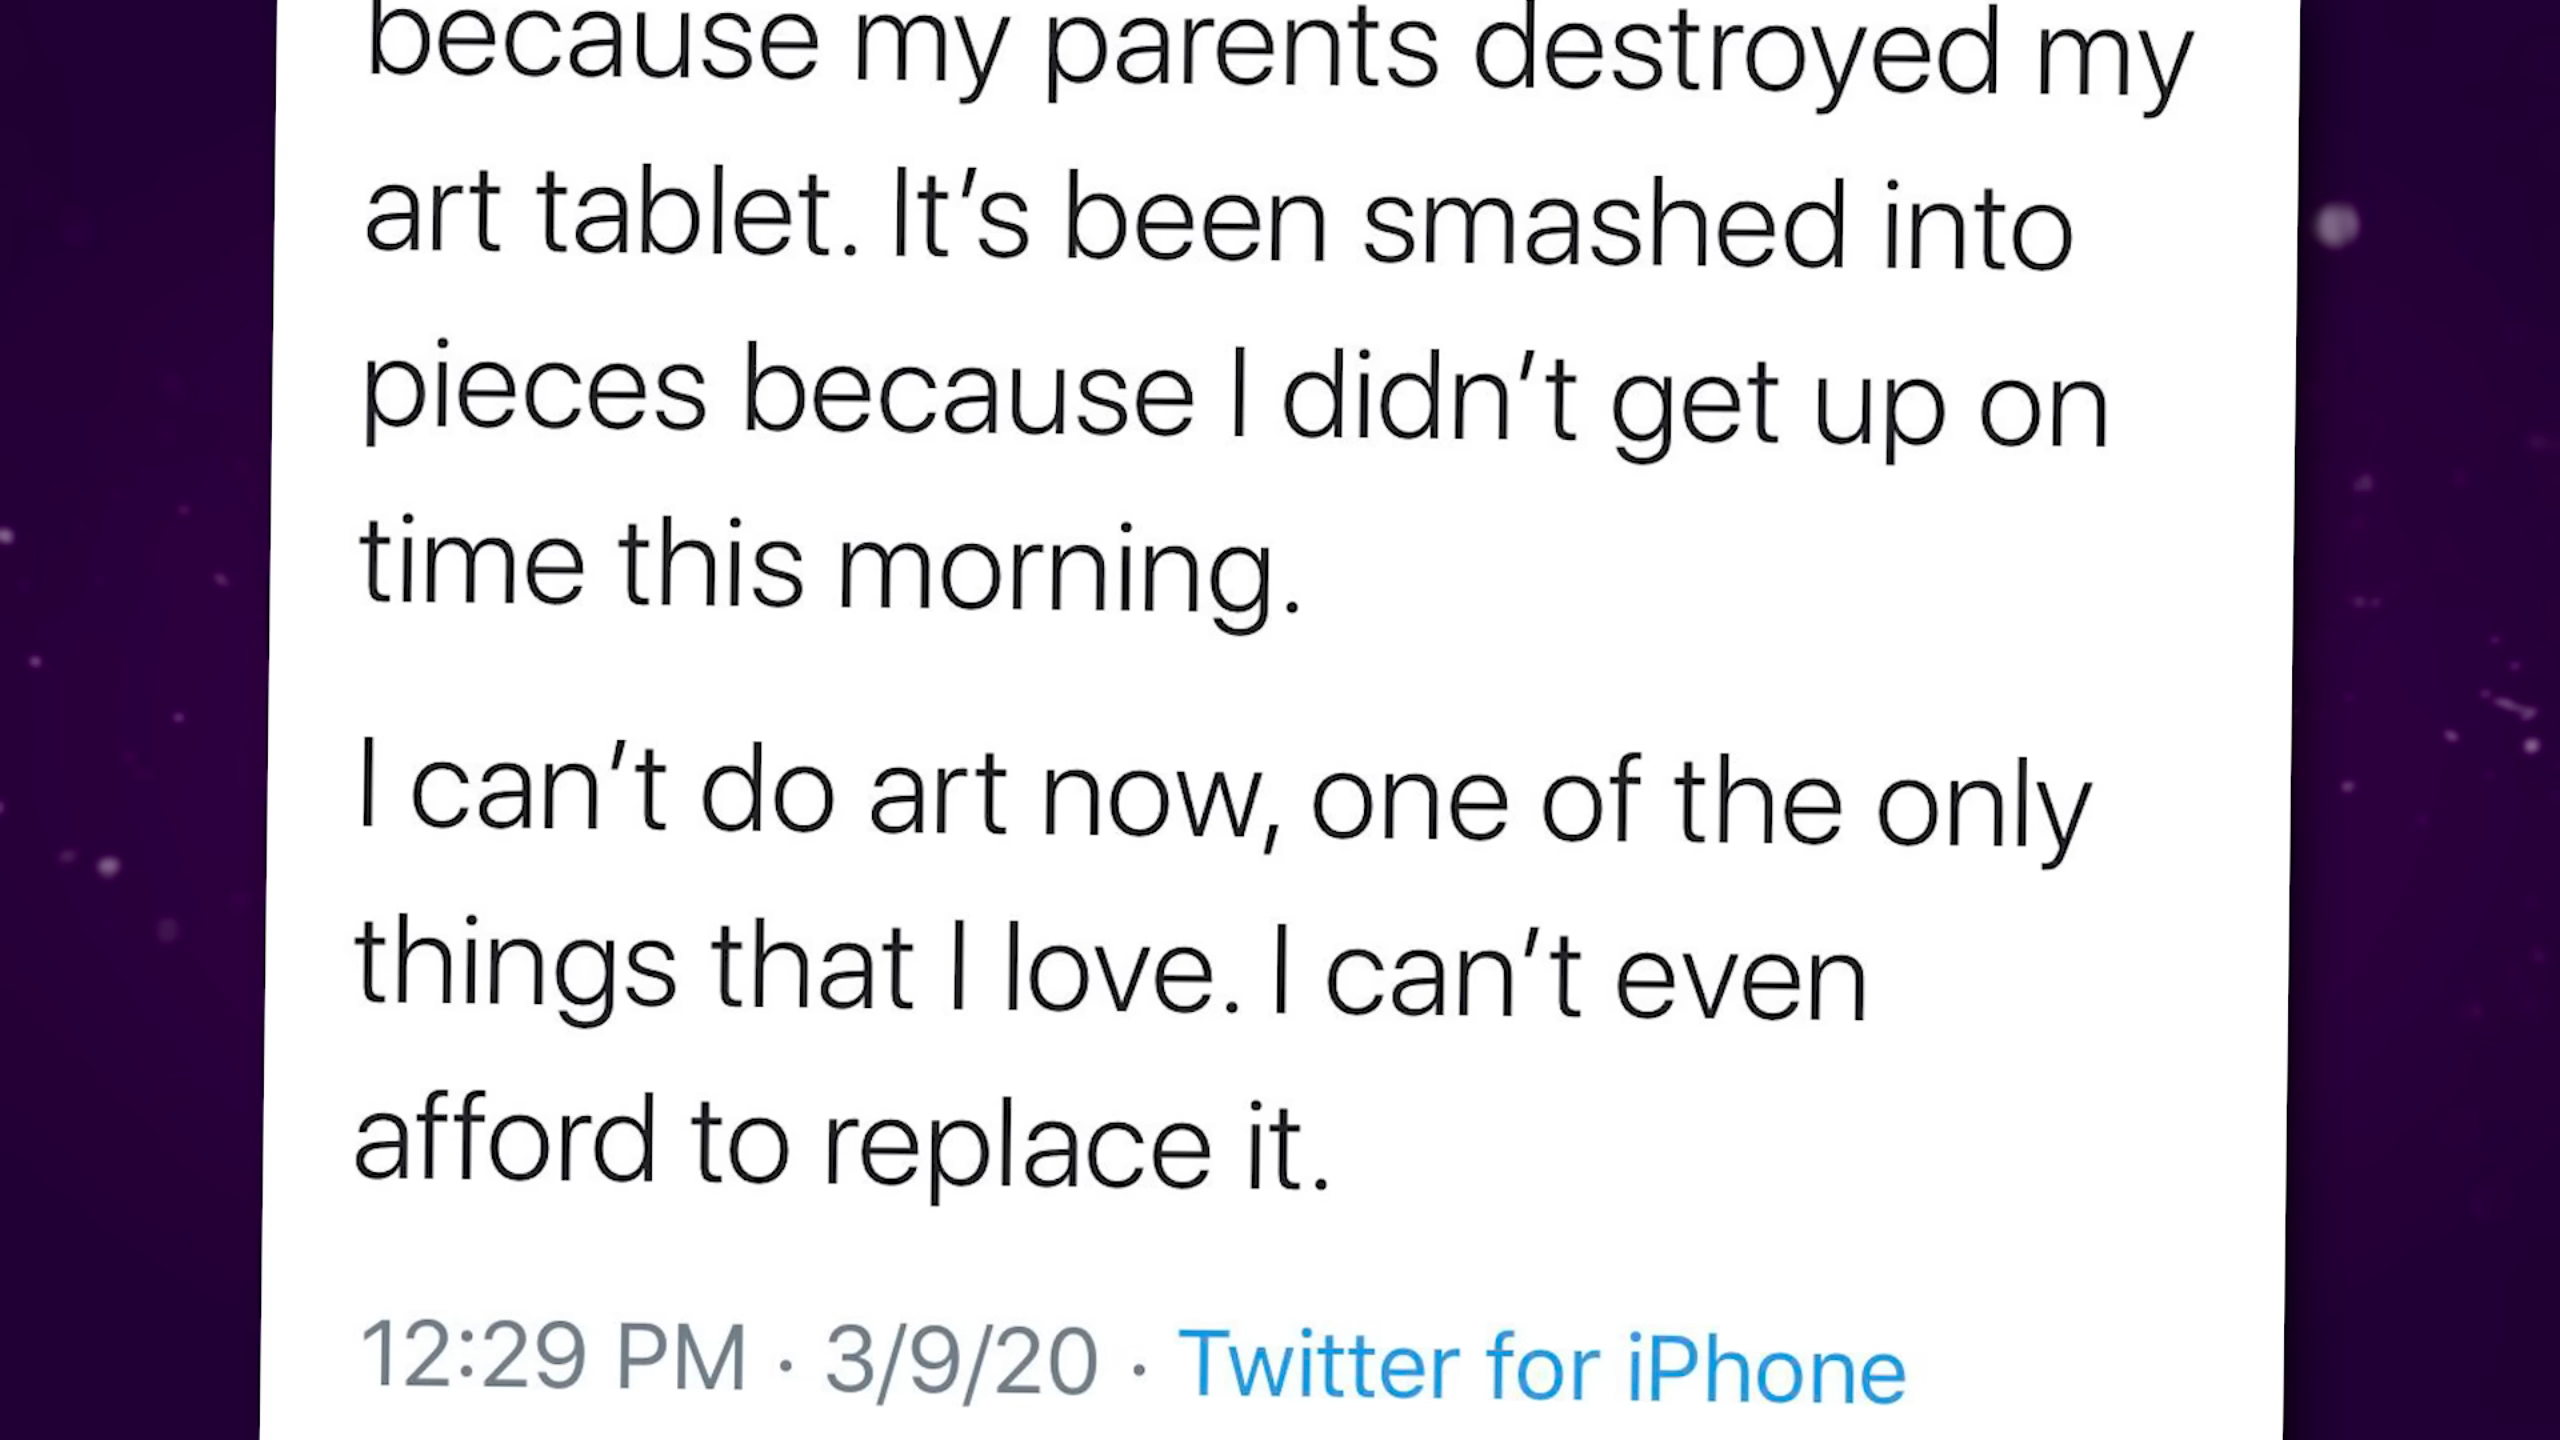 because my parents destroyed my
art tablet. It’s been smashed into
pieces because I didn’t get up on
time this morning.
I can’t do art now, one of the only
things that I love. I can’t even
afford to replace it.
12:29 PM · 3/9/20 · Twitter for iPhone